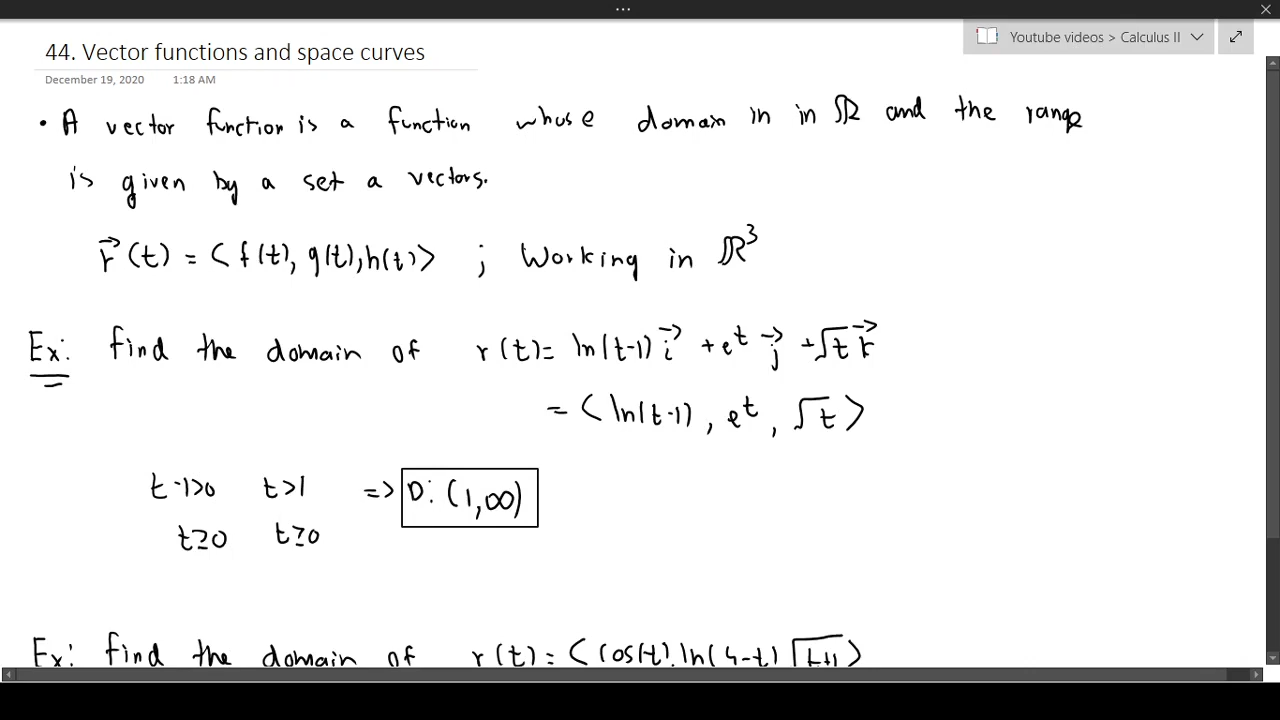 44. Vector functions and space curves
Youtube videos > Calculus II
December 19, 2020 1:18 AM
• A vector function is a function whose domain in in ℝ and the range
is given by a set a vectors.
r⃗(t) = ⟨f(t), g(t), h(t)⟩ ; Working in ℝ³
Ex: find the domain of r(t) = ln(t-1) i⃗ + eᵗ j⃗ + √t k⃗
= ⟨ln(t-1), eᵗ, √t⟩
t-1>0 t>1 => D: (1,∞)
t≥0 t≥0
Ex: find the domain of r(t) = ⟨cos(t), ln(4-t) √t+1⟩